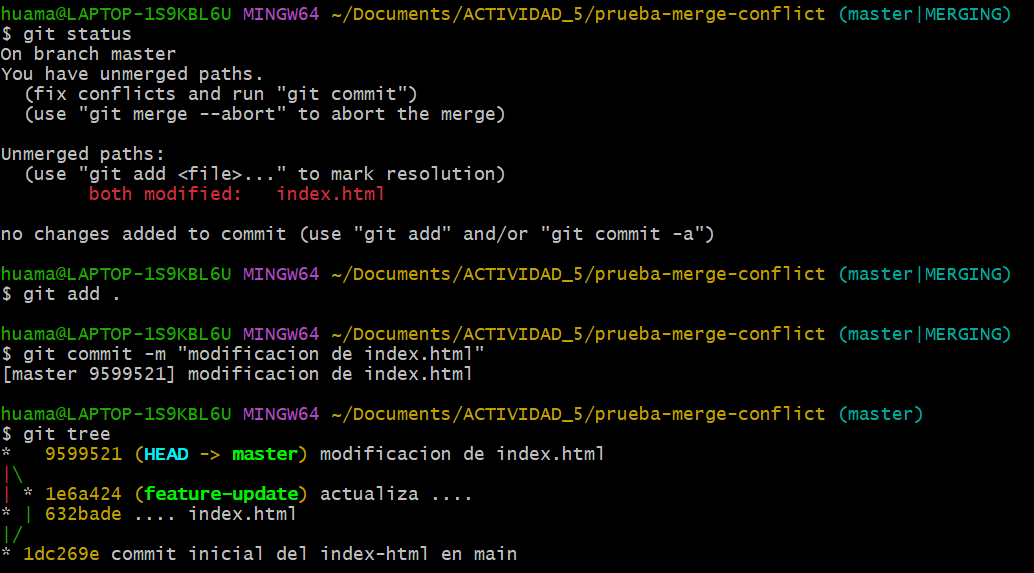 huama@LAPTOP-1S9KBL6U MINGW64 ~/Documents/ACTIVIDAD_5/prueba-merge-conflict (master|MERGING)
$ git status
On branch master
You have unmerged paths.
  (fix conflicts and run "git commit")
  (use "git merge --abort" to abort the merge)

Unmerged paths:
  (use "git add <file>..." to mark resolution)
        both modified:   index.html

no changes added to commit (use "git add" and/or "git commit -a")

huama@LAPTOP-1S9KBL6U MINGW64 ~/Documents/ACTIVIDAD_5/prueba-merge-conflict (master|MERGING)
$ git add .

huama@LAPTOP-1S9KBL6U MINGW64 ~/Documents/ACTIVIDAD_5/prueba-merge-conflict (master|MERGING)
$ git commit -m "modificacion de index.html"
[master 9599521] modificacion de index.html

huama@LAPTOP-1S9KBL6U MINGW64 ~/Documents/ACTIVIDAD_5/prueba-merge-conflict (master)
$ git tree
*   9599521 (HEAD -> master) modificacion de index.html
|\
| * 1e6a424 (feature-update) actualiza ....
* | 632bade .... index.html
|/
* 1dc269e commit inicial del index-html en main